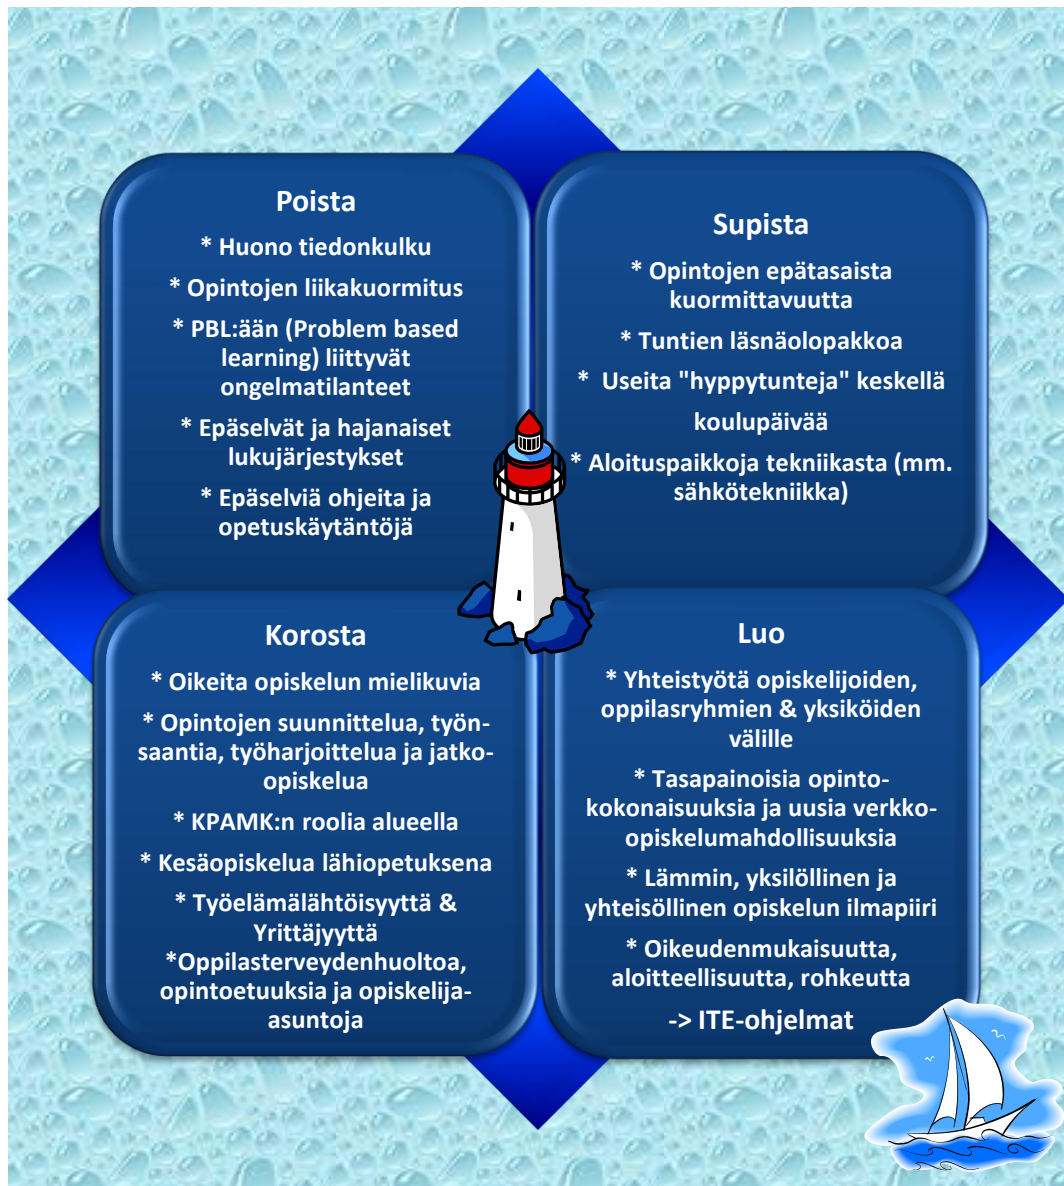 Poista
* Huono tiedonkulku
* Opintojen liikakuormitus
* PBL:ään (Problem based
learning) liittyvät
ongelmatilanteet
* Epäselvät ja hajanaiset
lukujärjestykset
* Epäselviä ohjeita ja
opetuskäytäntöjä
Supista
* Opintojen epätasaista
kuormittavuutta
* Tuntien läsnäolopakkoa
* Useita "hyppytunteja" keskellä
koulupäivää
* Aloituspaikkoja tekniikasta (mm.
sähkötekniikka)
Korosta
* Oikeita opiskelun mielikuvia
* Opintojen suunnittelua, työn-
saantia, työharjoittelua ja jatko-
opiskelua
* KPAMK:n roolia alueella
* Kesäopiskelua lähiopetuksena
* Työelämälähtöisyyttä &
Yrittäjyyttä
*Oppilasterveydenhuoltoa,
opintoetuuksia ja opiskelija-
asuntoja
Luo
* Yhteistyötä opiskelijoiden,
oppilasryhmien & yksiköiden
välille
* Tasapainoisia opinto-
kokonaisuuksia ja uusia verkko-
opiskelumahdollisuuksia
* Lämmin, yksilöllinen ja
yhteisöllinen opiskelun ilmapiiri
* Oikeudenmukaisuutta,
aloitteellisuutta, rohkeutta
-> ITE-ohjelmat